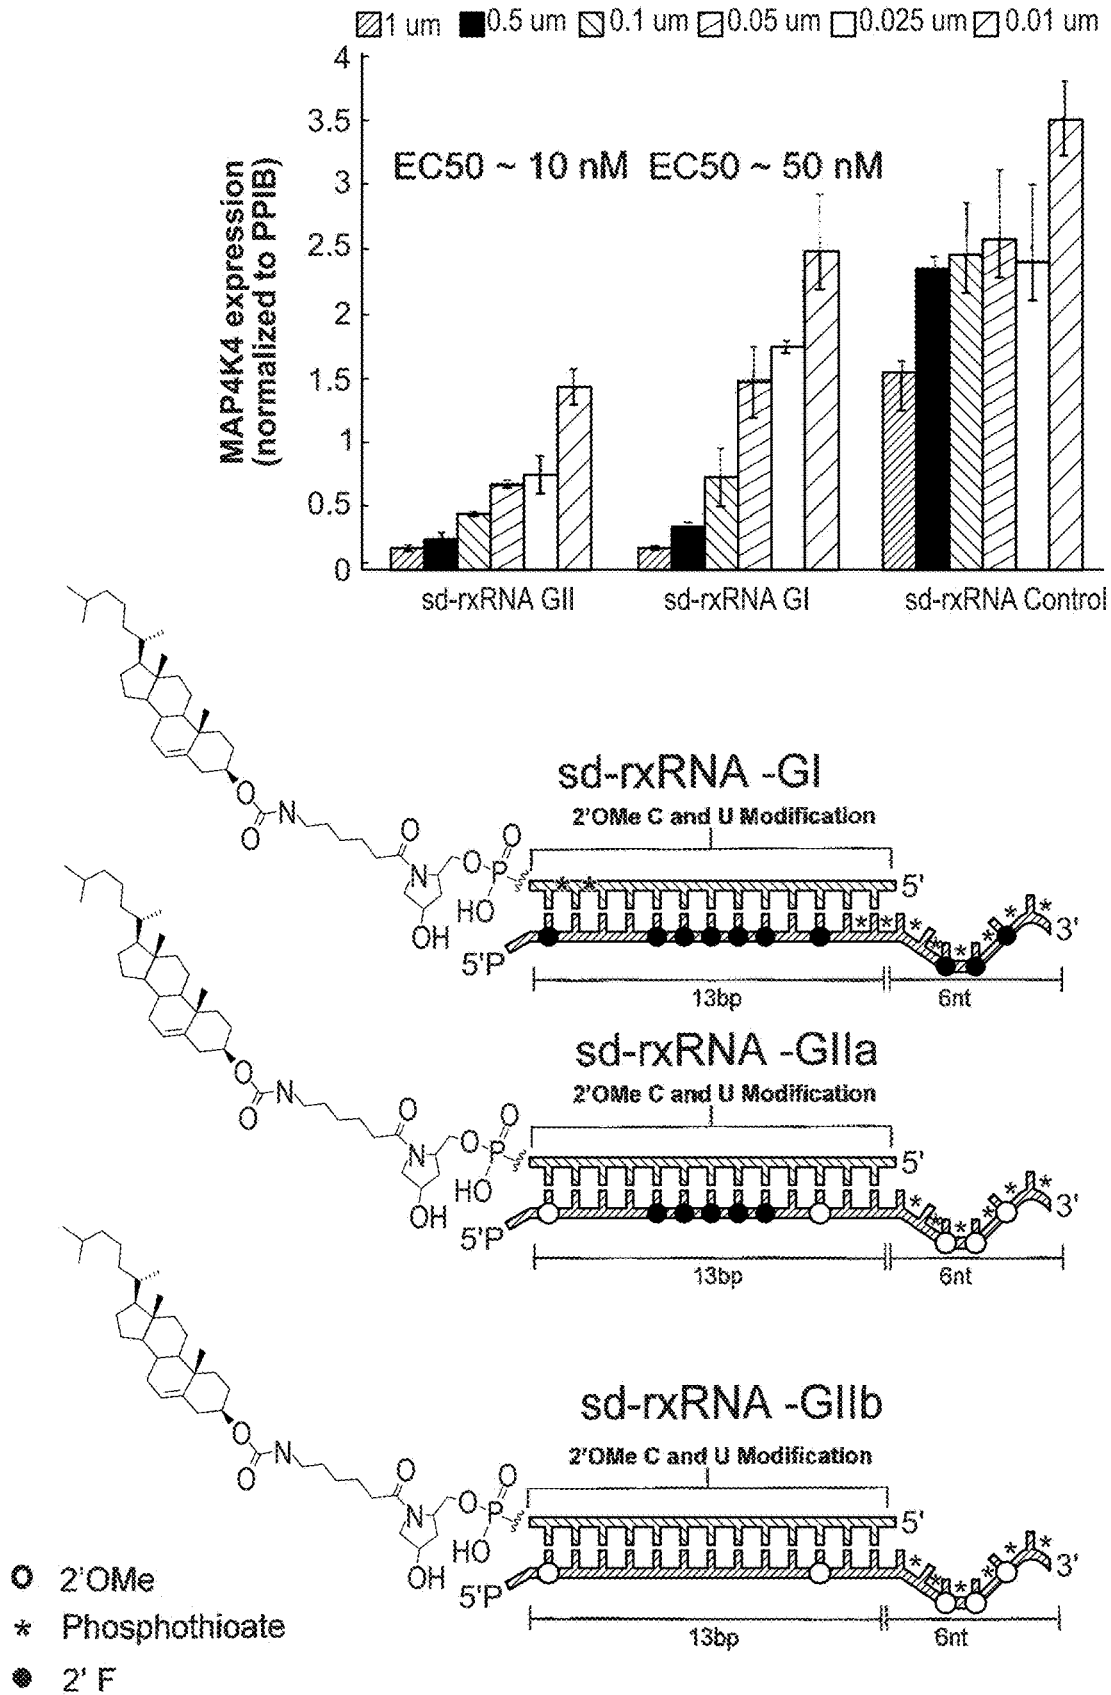 1 um 0.5 um 0.1 um 0.05 um 0.025 um 0.01 um
4
3.5
3
2.5
2
1.5
1
0.5
0
MAP4K4 expression
(normalized to PPIB)
EC50 ~ 10 nM EC50 ~ 50 nM
sd-rxRNA GII sd-rxRNA GI sd-rxRNA Control
sd-rxRNA -GI
2'OMe C and U Modification
O
O
N
O
N
OH
O
P
O
HO
* *
5'
5'P
* * * * * * *
3'
13bp
6nt
sd-rxRNA -GIIa
2'OMe C and U Modification
O
O
N
O
N
OH
O
P
O
HO
5'
5'P
* * * * * *
3'
13bp
6nt
sd-rxRNA -GIIb
2'OMe C and U Modification
O
O
N
O
N
OH
O
P
O
HO
5'
5'P
* * * * * *
3'
13bp
6nt
2'OMe
* Phosphothioate
2' F